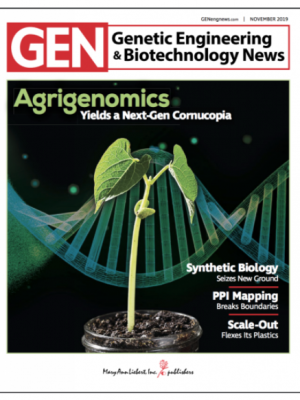 GENengnews.com | NOVEMBER 2019
GEN
Genetic Engineering
& Biotechnology News
Agrigenomics
Yields a Next-Gen Cornucopia
Synthetic Biology
Seizes New Ground
PPI Mapping
Breaks Boundaries
Scale-Out
Flexes Its Plastics
Mary Ann Liebert, Inc. publishers